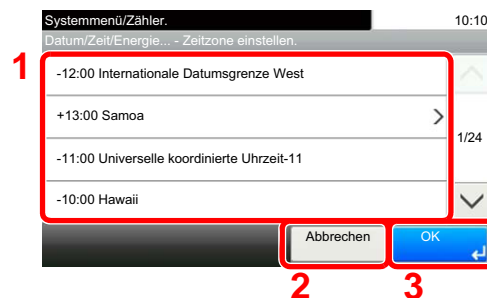 Systemmenü/Zähler. 10:10
Datum/Zeit/Energie... - Zeitzone einstellen.
1
-12:00 Internationale Datumsgrenze West
+13:00 Samoa
1/24
-11:00 Universelle koordinierte Uhrzeit-11
-10:00 Hawaii
Abbrechen OK
2 3